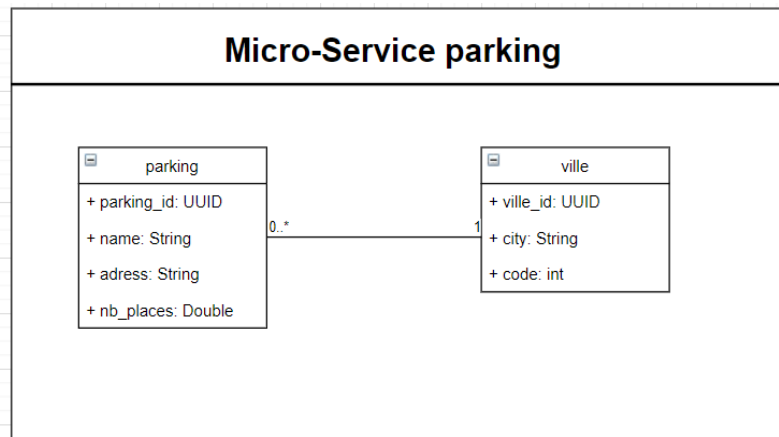 Micro-Service parking
parking
+ parking_id: UUID
+ name: String
+ adress: String
+ nb_places: Double
0..*
1
ville
+ ville_id: UUID
+ city: String
+ code: int